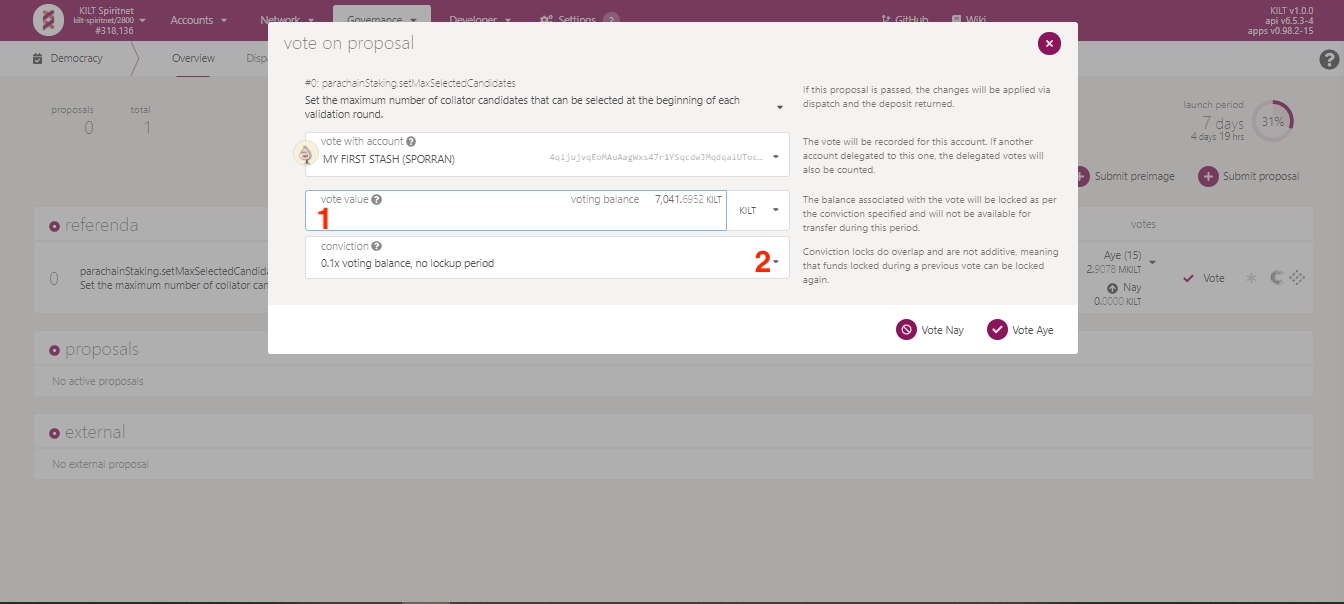 KILT Spiritnet
kilt-spiritnet/2800
#318,136
Accounts
Network
Governance
Developer
Settings
2
GitHub
Wiki
KILT v1.0.0
api v6.5.3-4
apps v0.98.2-15
Democracy
Overview
proposals
0
total
1
launch period
7 days
4 days 19 hrs
31%
Submit preimage
Submit proposal
vote on proposal
#0: parachainStaking.setMaxSelectedCandidates
Set the maximum number of collator candidates that can be selected at the beginning of each
validation round.
If this proposal is passed, the changes will be applied via
dispatch and the deposit returned.
vote with account
MY FIRST STASH (SPORRAN)
The vote will be recorded for this account. If another
account delegated to this one, the delegated votes will
also be counted.
vote value
voting balance 7,041.6952 KILT
KILT
1
The balance associated with the vote will be locked as per
the conviction specified and will not be available for
transfer during this period.
conviction
0.1x voting balance, no lockup period
2
Conviction locks do overlap and are not additive, meaning
that funds locked during a previous vote can be locked
again.
Vote Nay
Vote Aye
referenda
votes
0
parachainStaking.setMaxSelectedCandida
Set the maximum number of collator can
Aye (15)
2.9078 MKILT
Nay
0.0000 KILT
Vote
proposals
No active proposals
external
No external proposal